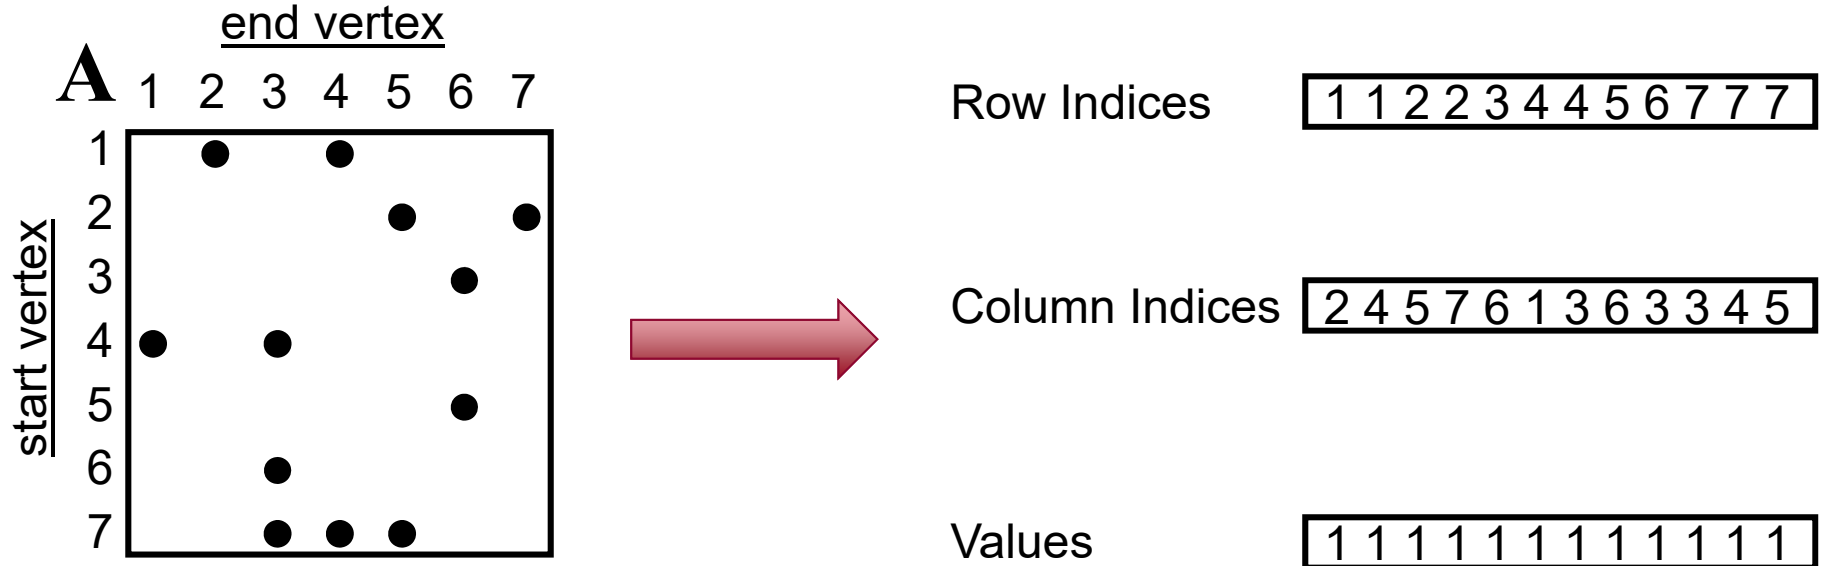 end vertex
A 1 2 3 4 5 6 7
1
2
3
4
5
6
7
start vertex
Row Indices 1 1 2 2 3 4 4 5 6 7 7 7
Column Indices 2 4 5 7 6 1 3 6 3 3 4 5
Values 1 1 1 1 1 1 1 1 1 1 1 1